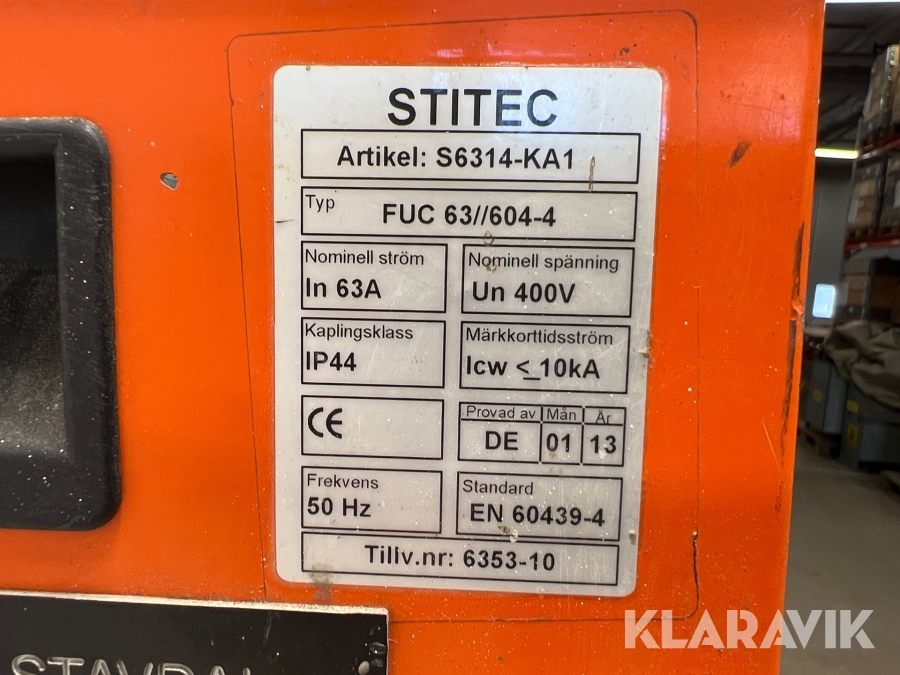 STITEC
Artikel: S6314-KA1
Typ FUC 63//604-4
Nominell ström Nominell spänning
In 63A Un 400V
Kaplingsklass Märkkorttidsström
IP44 Icw <_10kA
CE Provad av Mån År
DE 01 13
Frekvens Standard
50 Hz EN 60439-4
Tillv.nr: 6353-10
KLARAVIK